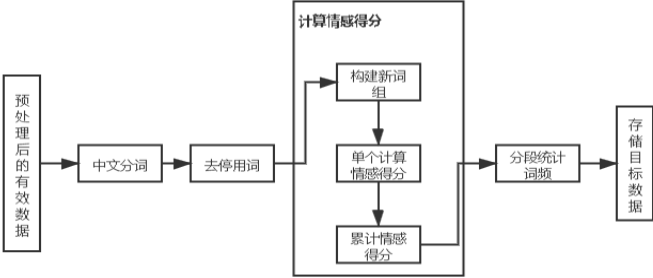 计算情感得分
预
处
理
后
的
有
效
数
据
中文分词
去停用词
构建新词
组
单个计算
情感得分
累计情感
得分
分段统计
词频
存
储
目
标
数
据